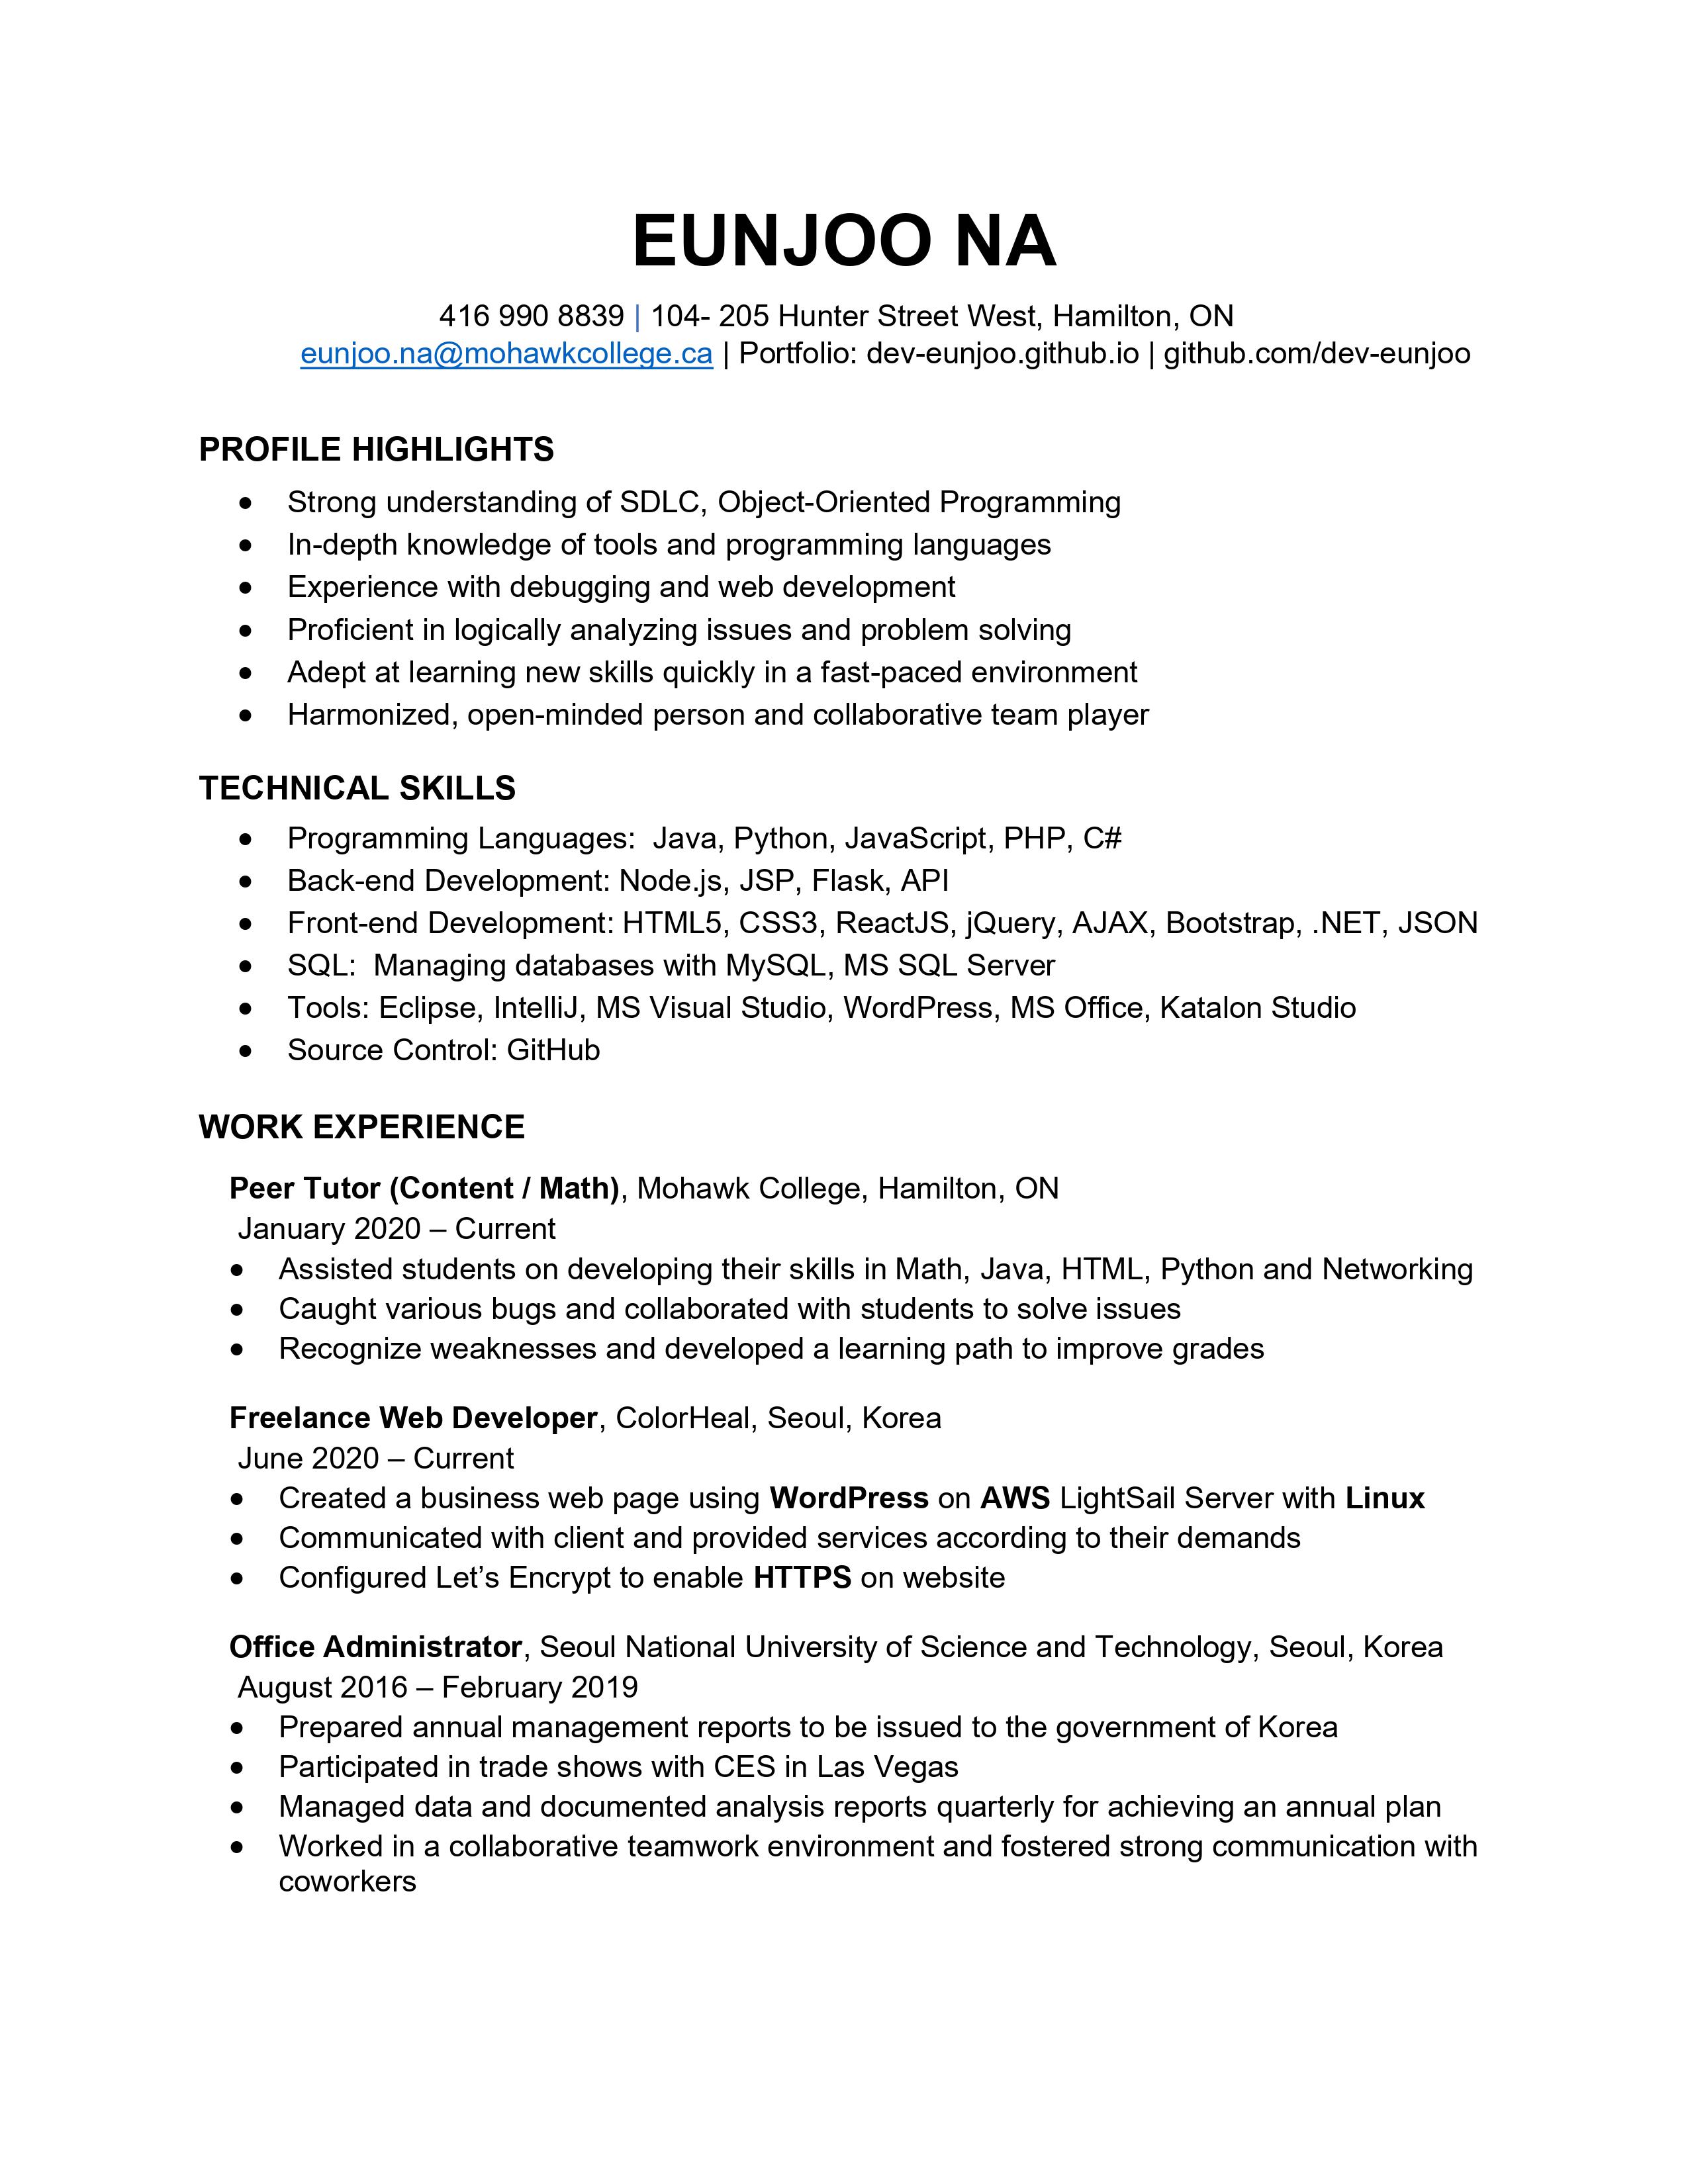 EUNJOO NA
416 990 8839 | 104- 205 Hunter Street West, Hamilton, ON
eunjoo.na@mohawkcollege.ca | Portfolio: dev-eunjoo.github.io | github.com/dev-eunjoo
PROFILE HIGHLIGHTS
● Strong understanding of SDLC, Object-Oriented Programming
● In-depth knowledge of tools and programming languages
● Experience with debugging and web development
● Proficient in logically analyzing issues and problem solving
● Adept at learning new skills quickly in a fast-paced environment
● Harmonized, open-minded person and collaborative team player
TECHNICAL SKILLS
● Programming Languages:  Java, Python, JavaScript, PHP, C#
● Back-end Development: Node.js, JSP, Flask, API
● Front-end Development: HTML5, CSS3, ReactJS, jQuery, AJAX, Bootstrap, .NET, JSON
● SQL:  Managing databases with MySQL, MS SQL Server
● Tools: Eclipse, IntelliJ, MS Visual Studio, WordPress, MS Office, Katalon Studio
● Source Control: GitHub
WORK EXPERIENCE
Peer Tutor (Content / Math), Mohawk College, Hamilton, ON
January 2020 – Current
● Assisted students on developing their skills in Math, Java, HTML, Python and Networking
● Caught various bugs and collaborated with students to solve issues
● Recognize weaknesses and developed a learning path to improve grades
Freelance Web Developer, ColorHeal, Seoul, Korea
June 2020 – Current
● Created a business web page using WordPress on AWS LightSail Server with Linux
● Communicated with client and provided services according to their demands
● Configured Let’s Encrypt to enable HTTPS on website
Office Administrator, Seoul National University of Science and Technology, Seoul, Korea
August 2016 – February 2019
● Prepared annual management reports to be issued to the government of Korea
● Participated in trade shows with CES in Las Vegas
● Managed data and documented analysis reports quarterly for achieving an annual plan
● Worked in a collaborative teamwork environment and fostered strong communication with
coworkers